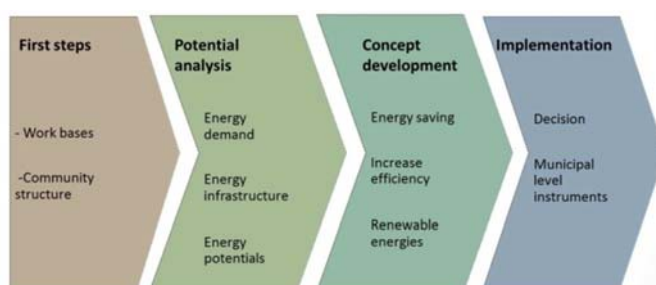 First steps
- Work bases
-Community
structure
Potential
analysis
Energy
demand
Energy
infrastructure
Energy
potentials
Concept
development
Energy saving
Increase
efficiency
Renewable
energies
Implementation
Decision
Municipal
level
instruments